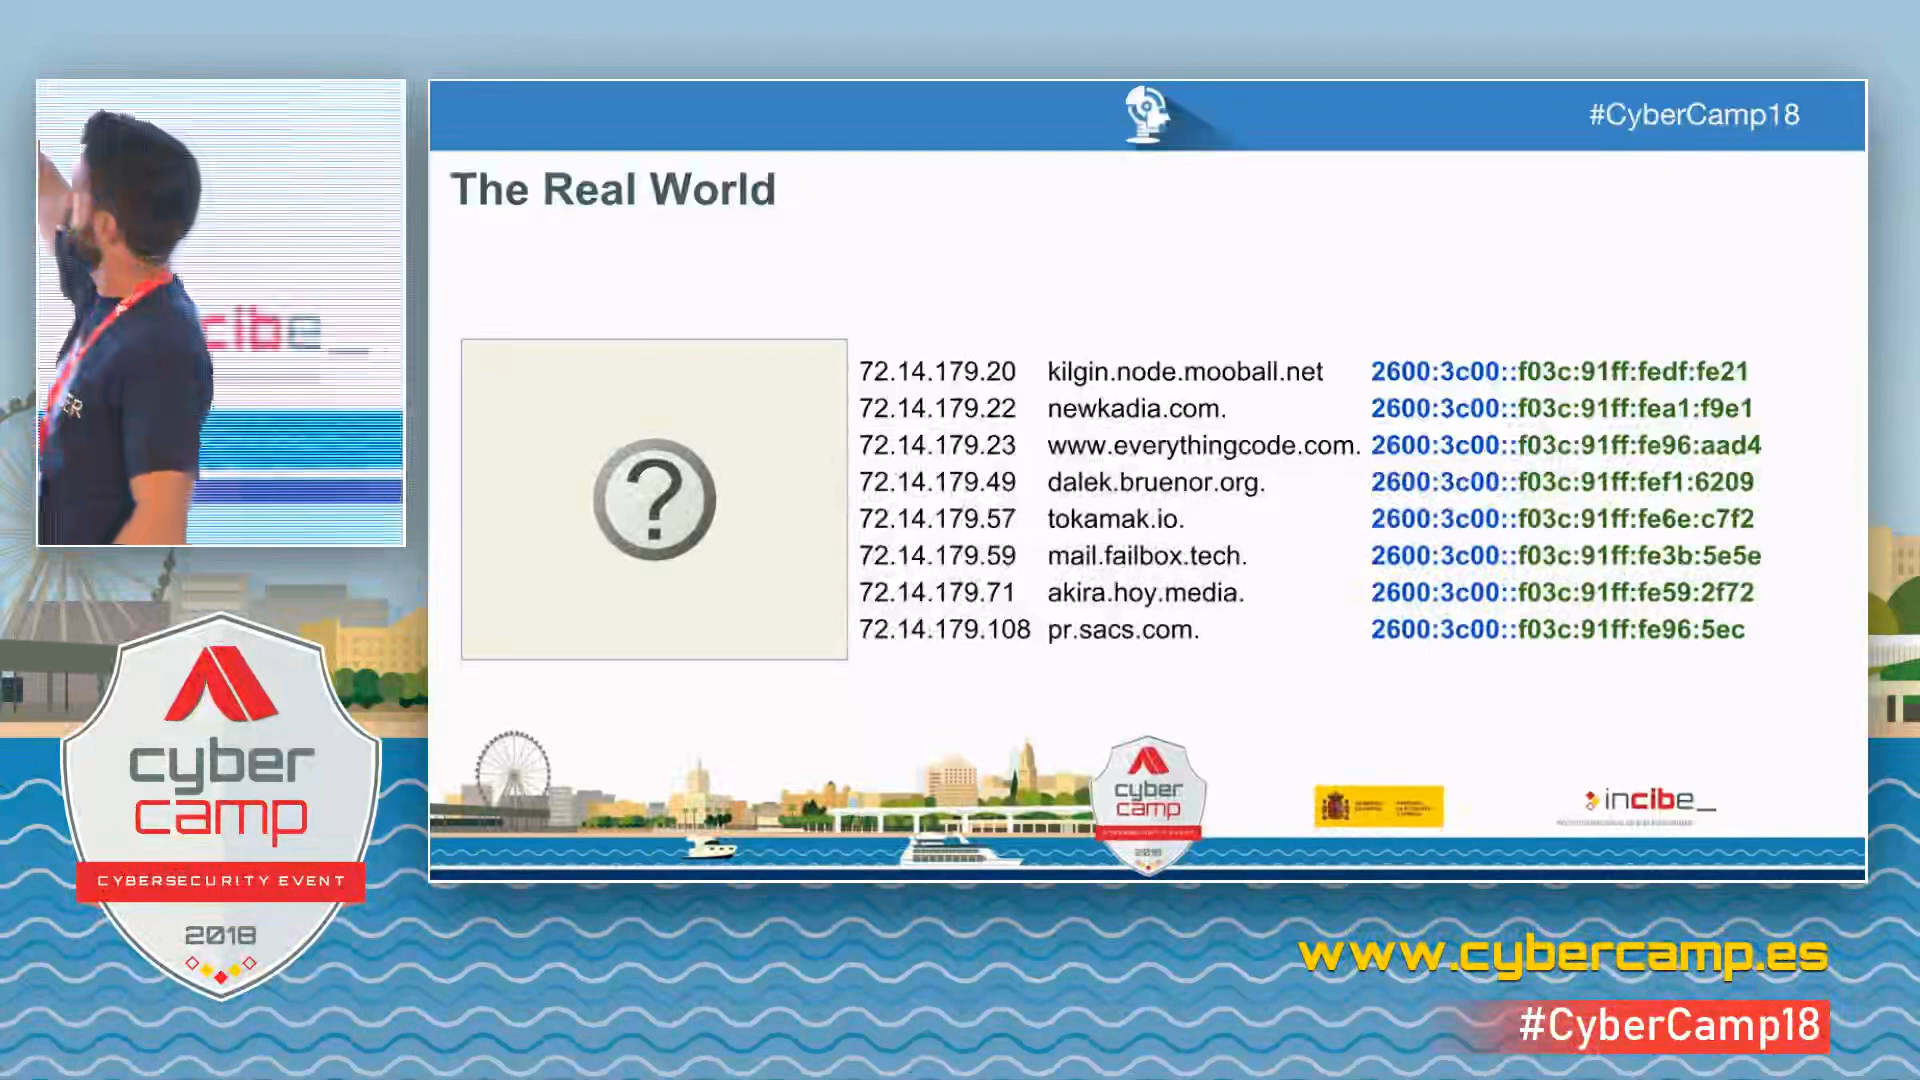 #CyberCamp18
The Real World
cibe_
ER
?
72.14.179.20 kilgin.node.mooball.net 2600:3c00::f03c:91ff:fedf:fe21
72.14.179.22 newkadia.com. 2600:3c00::f03c:91ff:fea1:f9e1
72.14.179.23 www.everythingcode.com. 2600:3c00::f03c:91ff:fe96:aad4
72.14.179.49 dalek.bruenor.org. 2600:3c00::f03c:91ff:fef1:6209
72.14.179.57 tokamak.io. 2600:3c00::f03c:91ff:fe6e:c7f2
72.14.179.59 mail.failbox.tech. 2600:3c00::f03c:91ff:fe3b:5e5e
72.14.179.71 akira.hoy.media. 2600:3c00::f03c:91ff:fe59:2f72
72.14.179.108 pr.sacs.com. 2600:3c00::f03c:91ff:fe96:5ec
cyber
camp
CYBERSECURITY EVENT
2018
incibe_
cyber
camp
CYBERSECURITY EVENT
2018
www.cybercamp.es
#CyberCamp18